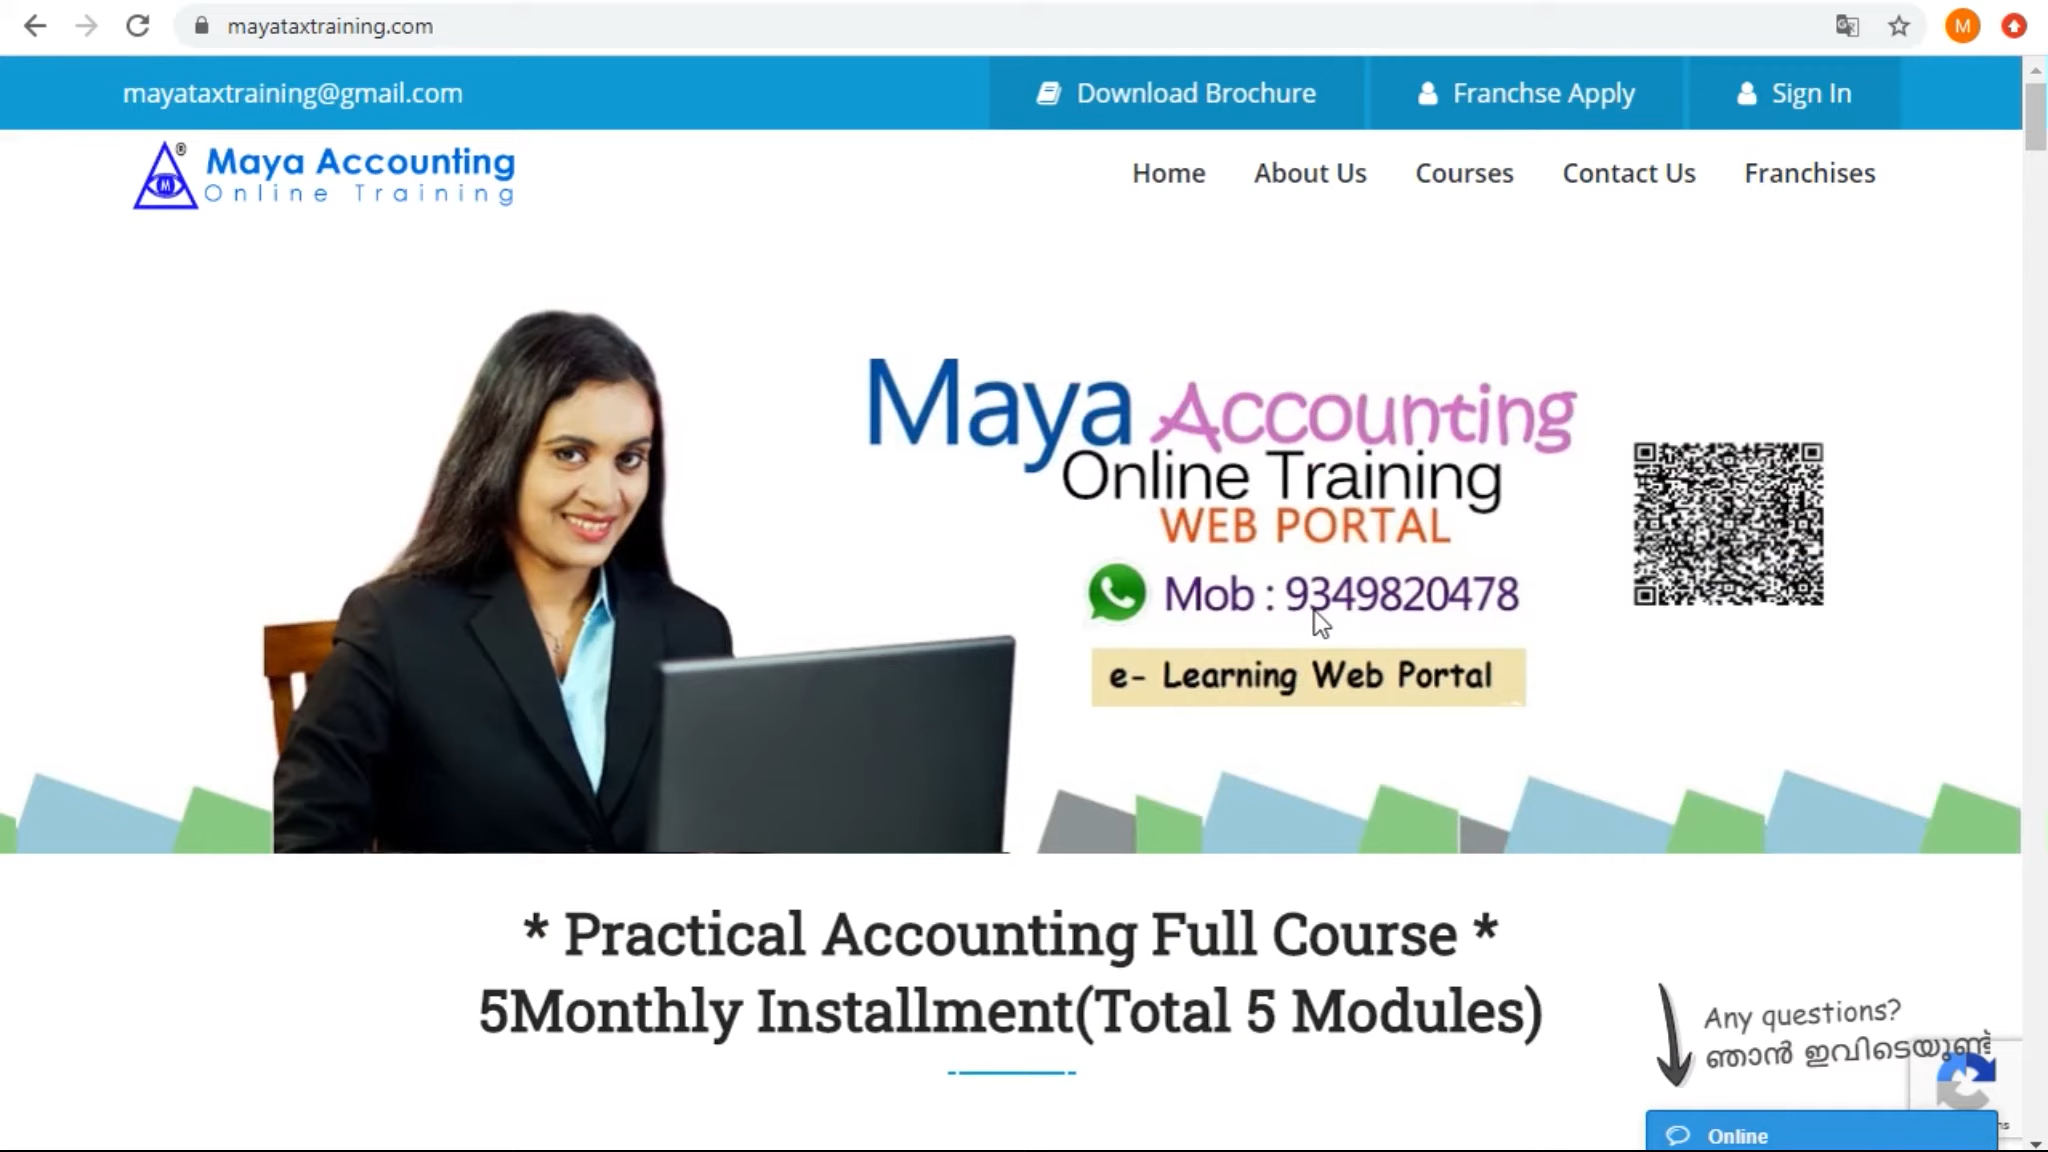 mayataxtraining.com
M
mayataxtraining@gmail.com
Download Brochure
Franchse Apply
Sign In
M
®
Maya Accounting
Online Training
Home
About Us
Courses
Contact Us
Franchises
Maya Accounting
Online Training
WEB PORTAL
Mob : 9349820478
e- Learning Web Portal
* Practical Accounting Full Course *
5Monthly Installment(Total 5 Modules)
Any questions?
ഞാൻ ഇവിടെയുണ്ട്
Online